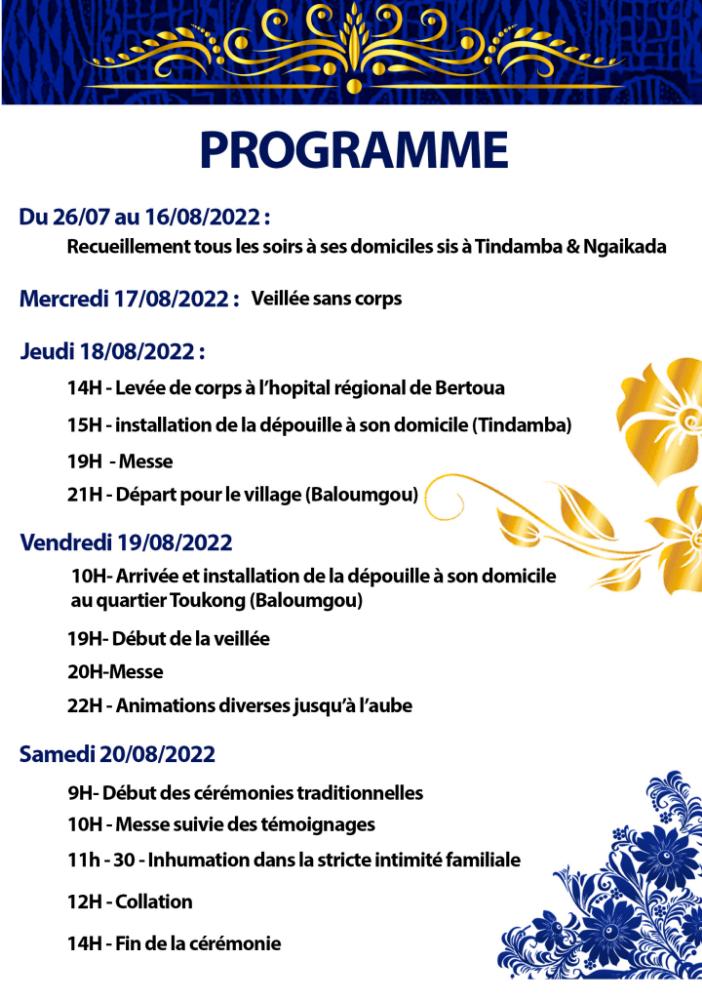 PROGRAMME
Du 26/07 au 16/08/2022 :
Recueillement tous les soirs à ses domiciles sis à Tindamba & Ngaikada
Mercredi 17/08/2022 : Veillée sans corps
Jeudi 18/08/2022 :
14H - Levée de corps à l’hopital régional de Bertoua
15H - installation de la dépouille à son domicile (Tindamba)
19H - Messe
21H - Départ pour le village (Baloumgou)
Vendredi 19/08/2022
10H- Arrivée et installation de la dépouille à son domicile
au quartier Toukong (Baloumgou)
19H- Début de la veillée
20H-Messe
22H - Animations diverses jusqu’à l’aube
Samedi 20/08/2022
9H- Début des cérémonies traditionnelles
10H - Messe suivie des témoignages
11h - 30 - Inhumation dans la stricte intimité familiale
12H - Collation
14H - Fin de la cérémonie